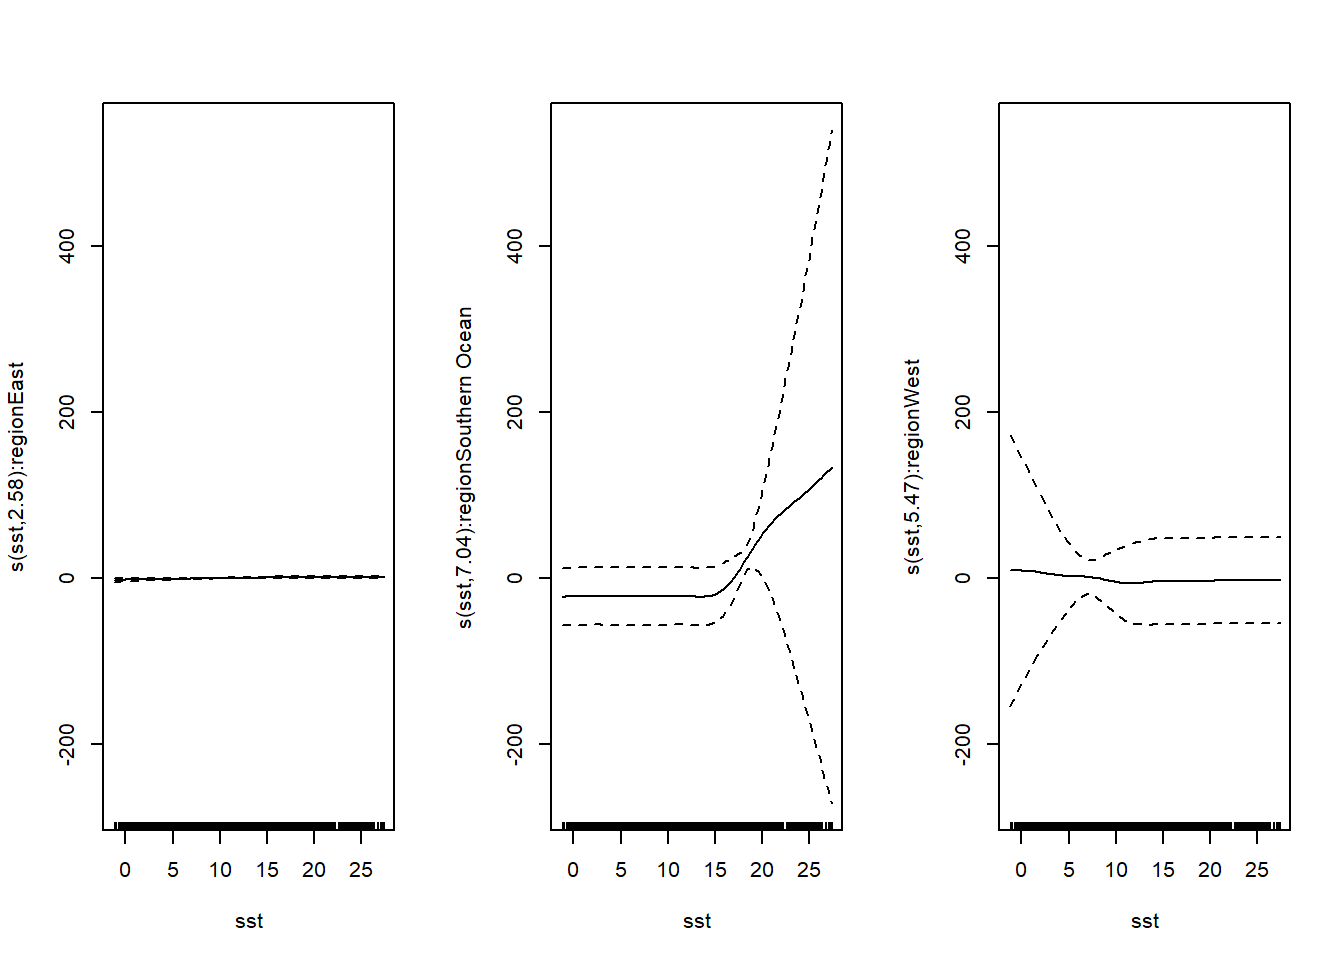 s(sst,2.58):regionEast
400
200
0
-200
0 5 10 15 20 25
sst
s(sst,7.04):regionSouthern Ocean
400
200
0
-200
0 5 10 15 20 25
sst
s(sst,5.47):regionWest
400
200
0
-200
0 5 10 15 20 25
sst